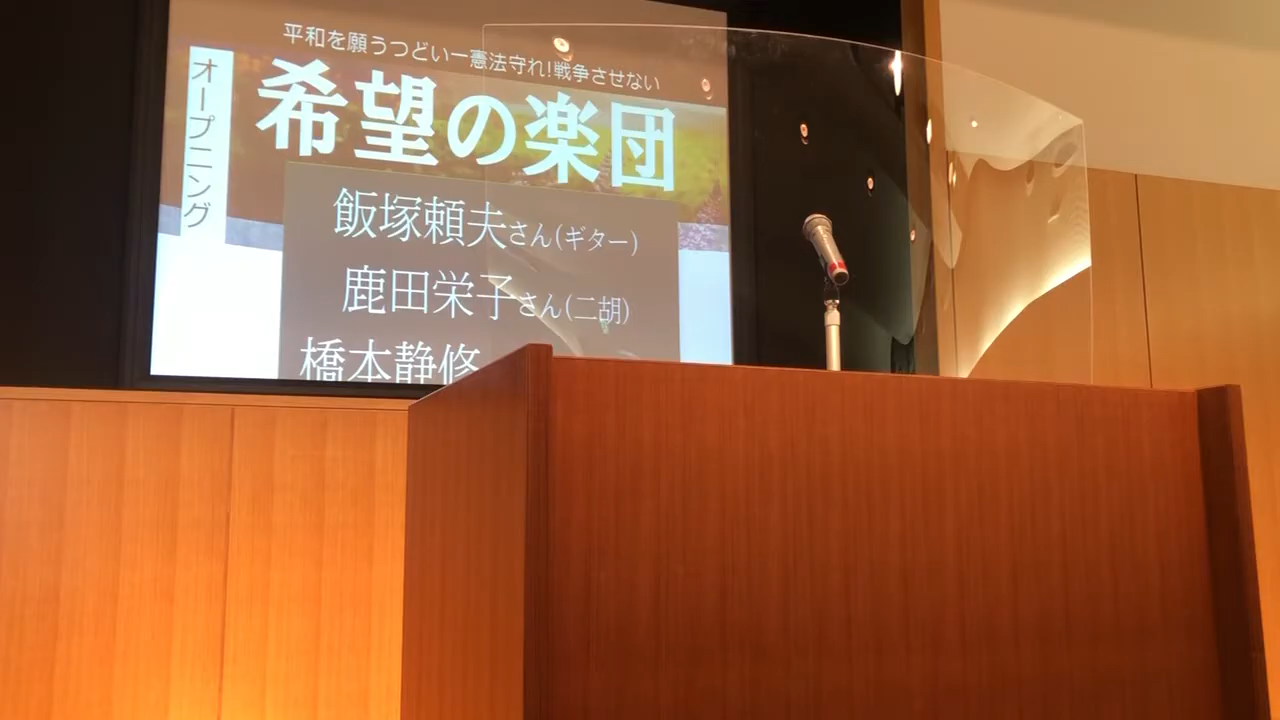 平和を願うつどい一憲法守れ!戦争させない
オープニング
希望の楽団
飯塚頼夫さん(ギター)
鹿田栄子さん(二胡)
橋本静修